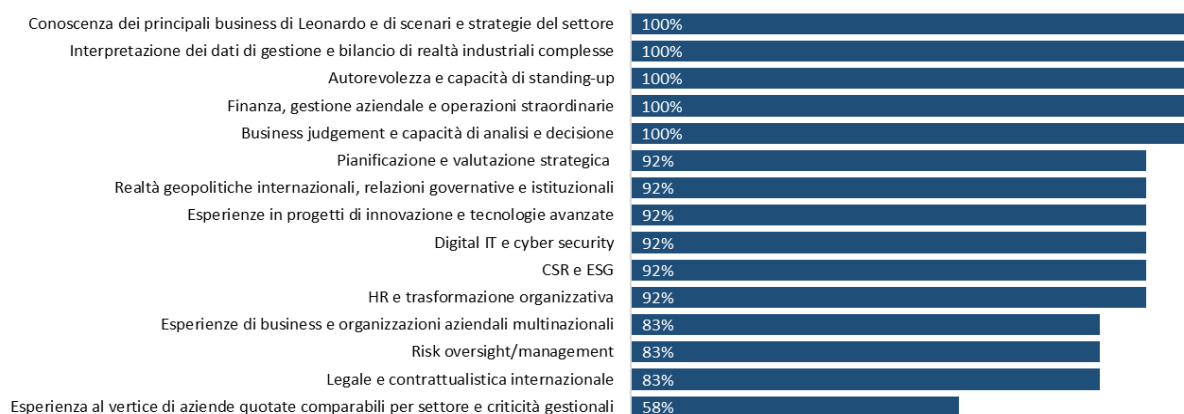 Conoscenza dei principali business di Leonardo e di scenari e strategie del settore 100%
Interpretazione dei dati di gestione e bilancio di realtà industriali complesse 100%
Autorevolezza e capacità di standing-up 100%
Finanza, gestione aziendale e operazioni straordinarie 100%
Business judgement e capacità di analisi e decisione 100%
Pianificazione e valutazione strategica 92%
Realtà geopolitiche internazionali, relazioni governative e istituzionali 92%
Esperienze in progetti di innovazione e tecnologie avanzate 92%
Digital IT e cyber security 92%
CSR e ESG 92%
HR e trasformazione organizzativa 92%
Esperienze di business e organizzazioni aziendali multinazionali 83%
Risk oversight/management 83%
Legale e contrattualistica internazionale 83%
Esperienza al vertice di aziende quotate comparabili per settore e criticità gestionali 58%